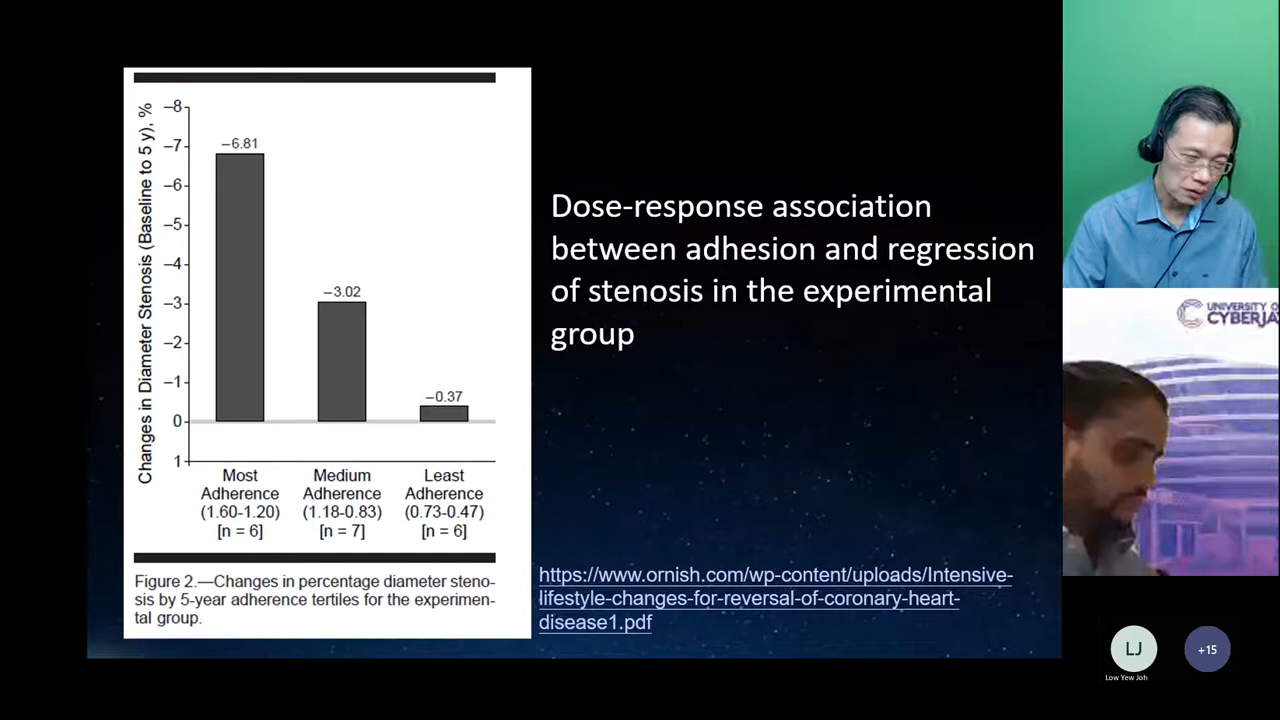 Changes in Diameter Stenosis (Baseline to 5 y), %
–8
–7
–6
–5
–4
–3
–2
–1
0
1
–6.81
–3.02
–0.37
Most
Adherence
(1.60-1.20)
[n = 6]
Medium
Adherence
(1.18-0.83)
[n = 7]
Least
Adherence
(0.73-0.47)
[n = 6]
Figure 2.—Changes in percentage diameter steno-
sis by 5-year adherence tertiles for the experimen-
tal group.
Dose-response association
between adhesion and regression
of stenosis in the experimental
group
https://www.ornish.com/wp-content/uploads/Intensive-
lifestyle-changes-for-reversal-of-coronary-heart-
disease1.pdf
UNIVERSITY
LJ
Low Yew Joh
+15